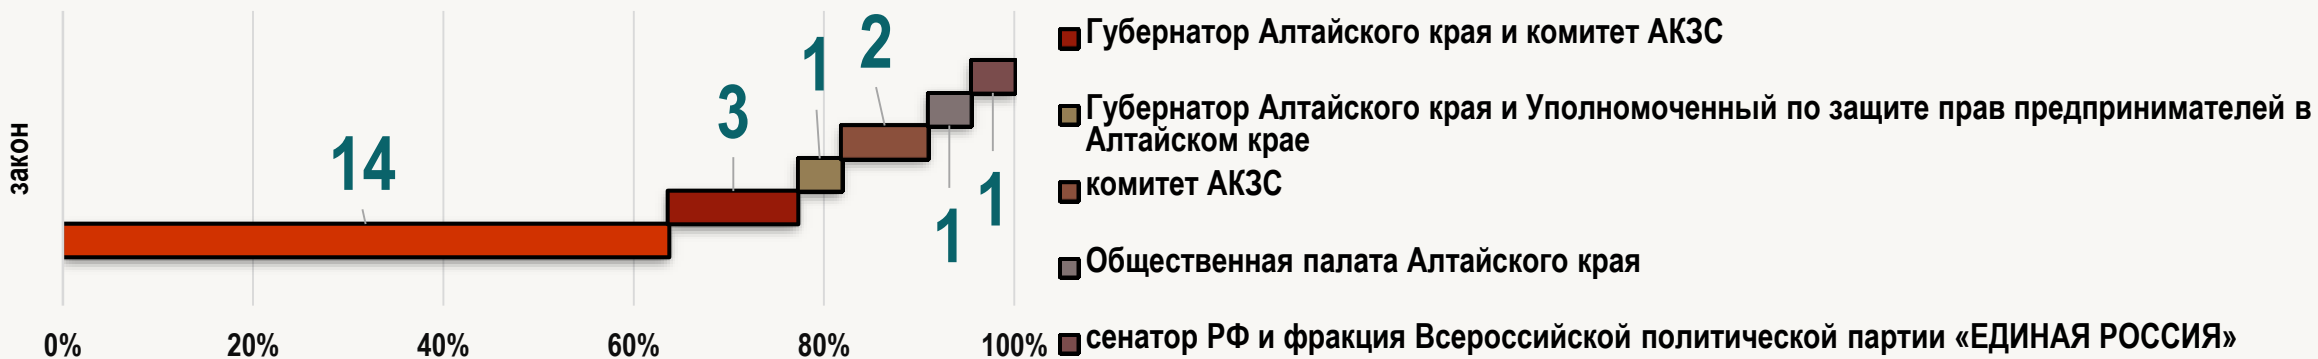 закон
14
3
1
2
1
1
0%
20%
40%
60%
80%
100%
Губернатор Алтайского края и комитет АКЗС
Губернатор Алтайского края и Уполномоченный по защите прав предпринимателей в
Алтайском крае
комитет АКЗС
Общественная палата Алтайского края
сенатор РФ и фракция Всероссийской политической партии «ЕДИНАЯ РОССИЯ»